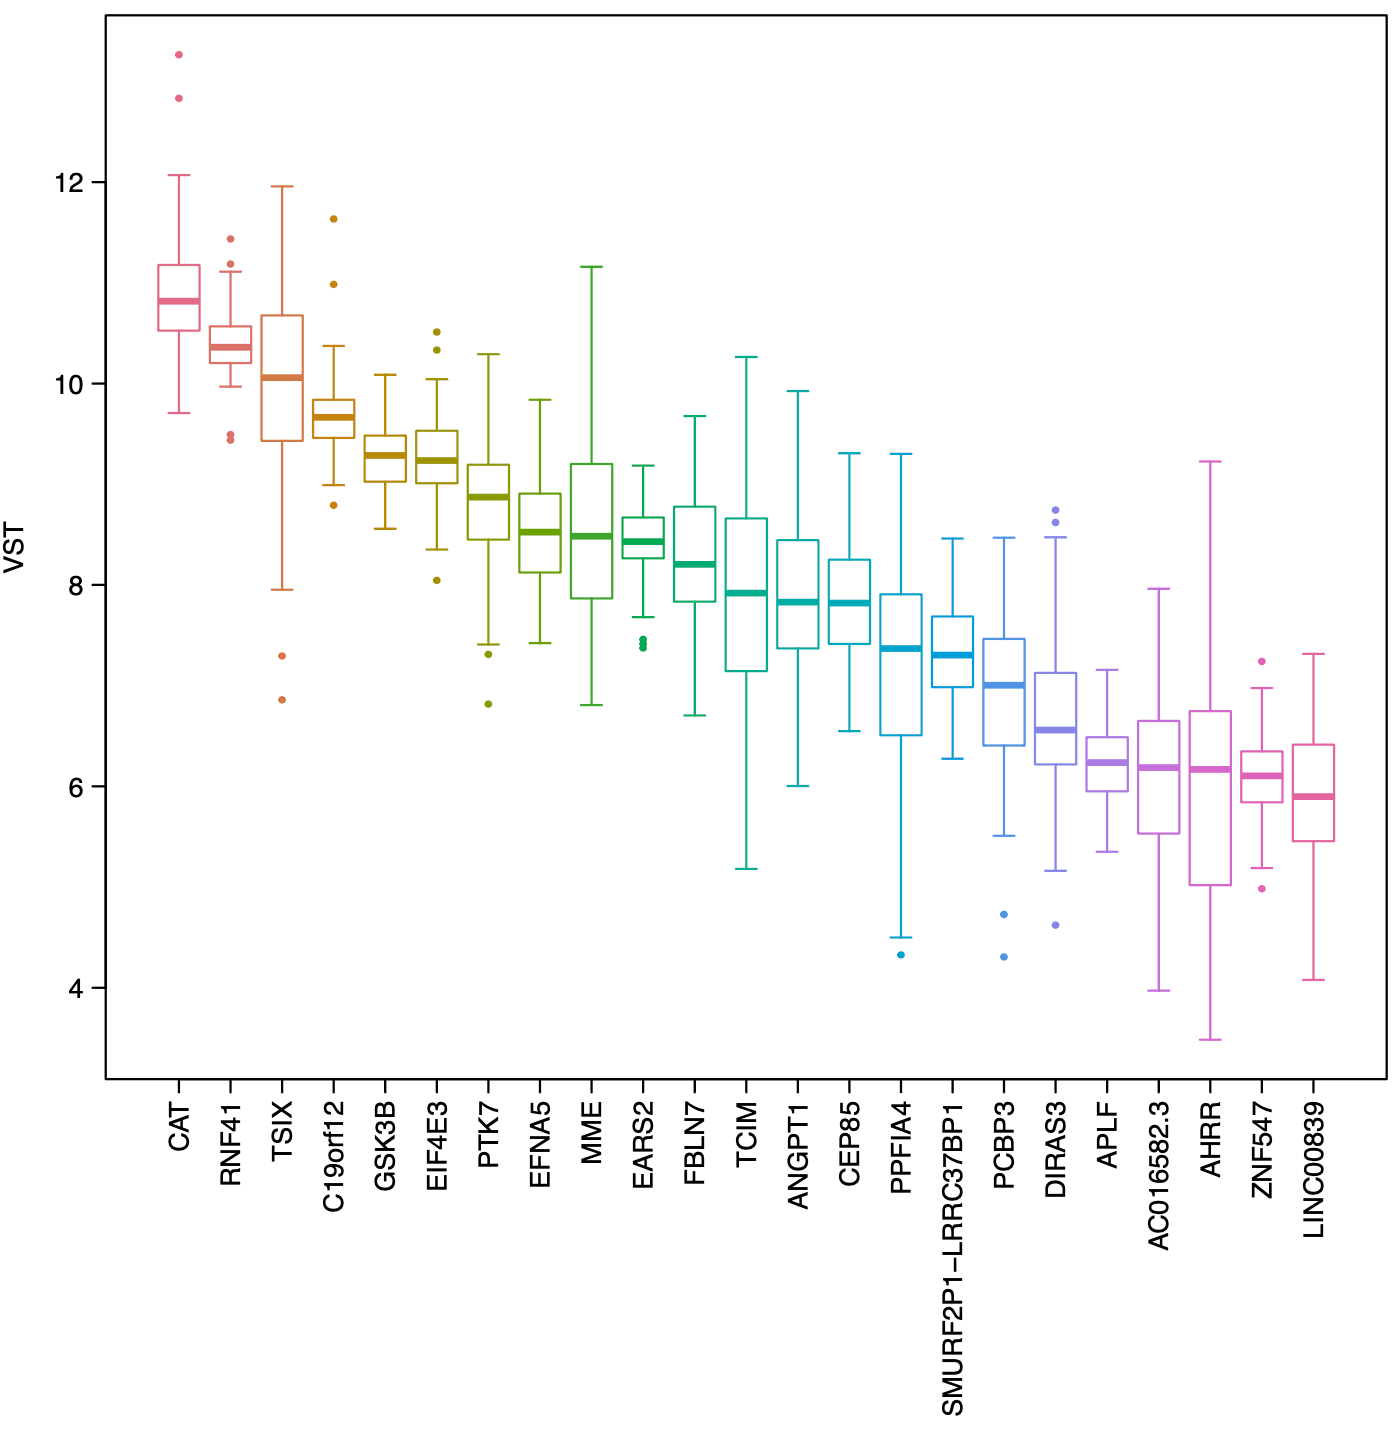 VST
12
10
8
6
4
CAT
RNF41
TSIX
C19orf12
GSK3B
EIF4E3
PTK7
EFNA5
MME
EARS2
FBLN7
TCIM
ANGPT1
CEP85
PPFIA4
SMURF2P1−LRRC37BP1
PCBP3
DIRAS3
APLF
AC016582.3
AHRR
ZNF547
LINC00839